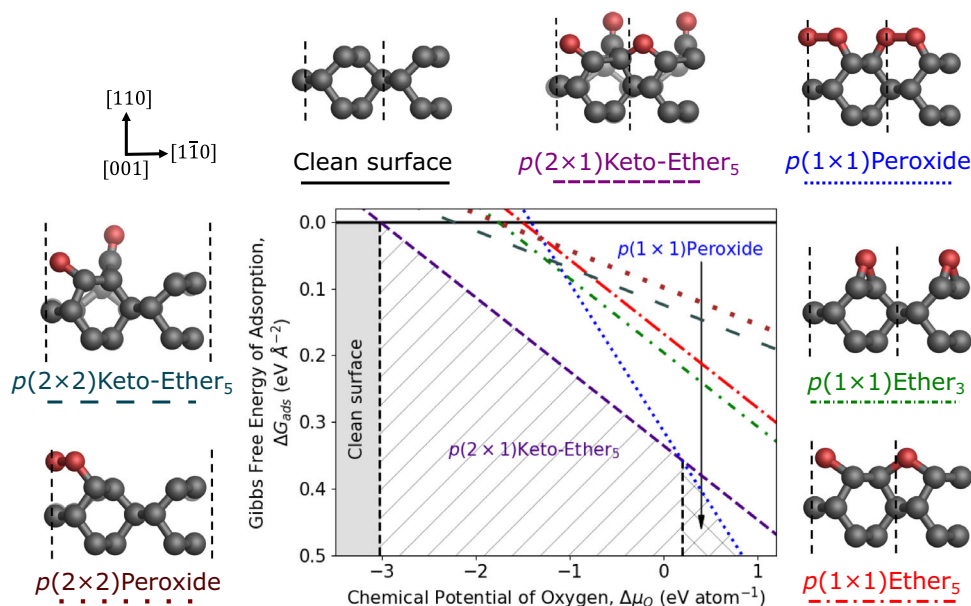 [110]
[001]
[11̅0]
Clean surface
p(2×1)Keto-Ether₅
p(1×1)Peroxide
p(2×2)Keto-Ether₅
p(2×2)Peroxide
Gibbs Free Energy of Adsorption,
ΔG_ads (eV Å⁻²)
0.0
0.1
0.2
0.3
0.4
0.5
Clean surface
p(1×1)Peroxide
p(2×1)Keto-Ether₅
−3
−2
−1
0
1
Chemical Potential of Oxygen, Δμ_O (eV atom⁻¹)
p(1×1)Ether₃
p(1×1)Ether₅